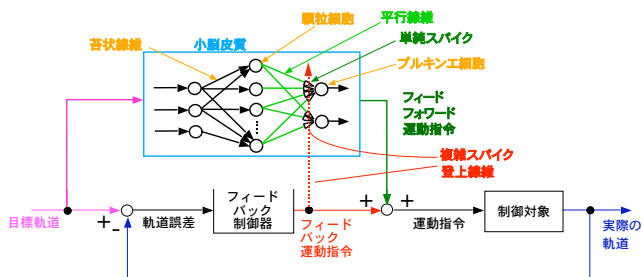 顆粒細胞
平行線維
小脳皮質
単純スパイク
苔状線維
プルキンエ細胞
フィード
フォワード
運動指令
複雑スパイク
登上線維
フィード
バック
制御器
+
+
制御対象
目標軌道
+
-
軌道誤差
フィード
バック
運動指令
運動指令
実際の
軌道